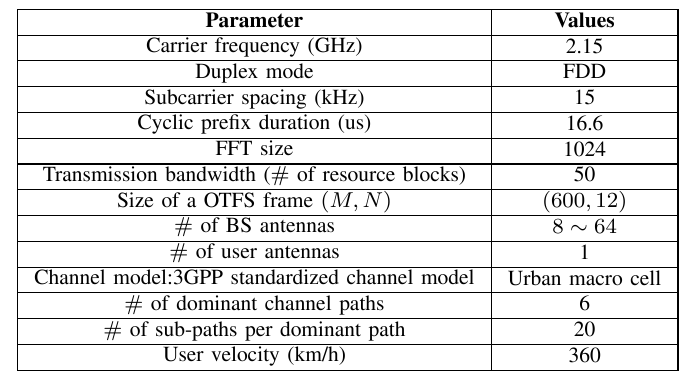 Parameter Values
Carrier frequency (GHz) 2.15
Duplex mode FDD
Subcarrier spacing (kHz) 15
Cyclic prefix duration (us) 16.6
FFT size 1024
Transmission bandwidth (# of resource blocks) 50
Size of a OTFS frame (M, N) (600, 12)
# of BS antennas 8 ∼ 64
# of user antennas 1
Channel model:3GPP standardized channel model Urban macro cell
# of dominant channel paths 6
# of sub-paths per dominant path 20
User velocity (km/h) 360